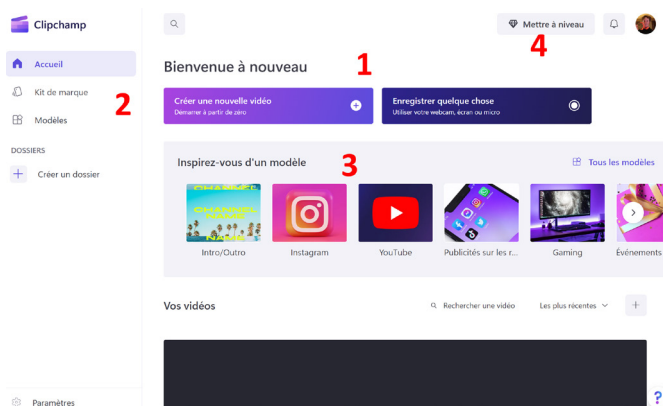 Clipchamp
Mettre à niveau
4
Accueil
Kit de marque
2
Modèles
DOSSIERS
Créer un dossier
Paramètres
Bienvenue à nouveau
1
Créer une nouvelle vidéo
Démarrer à partir de zéro
Enregistrer quelque chose
Utiliser votre webcam, écran ou micro
Inspirez-vous d'un modèle
3
Tous les modèles
CHANNEL
NAME
Intro/Outro
Instagram
YouTube
Publicités sur les r...
Gaming
Événements
Vos vidéos
Rechercher une vidéo
Les plus récentes
?